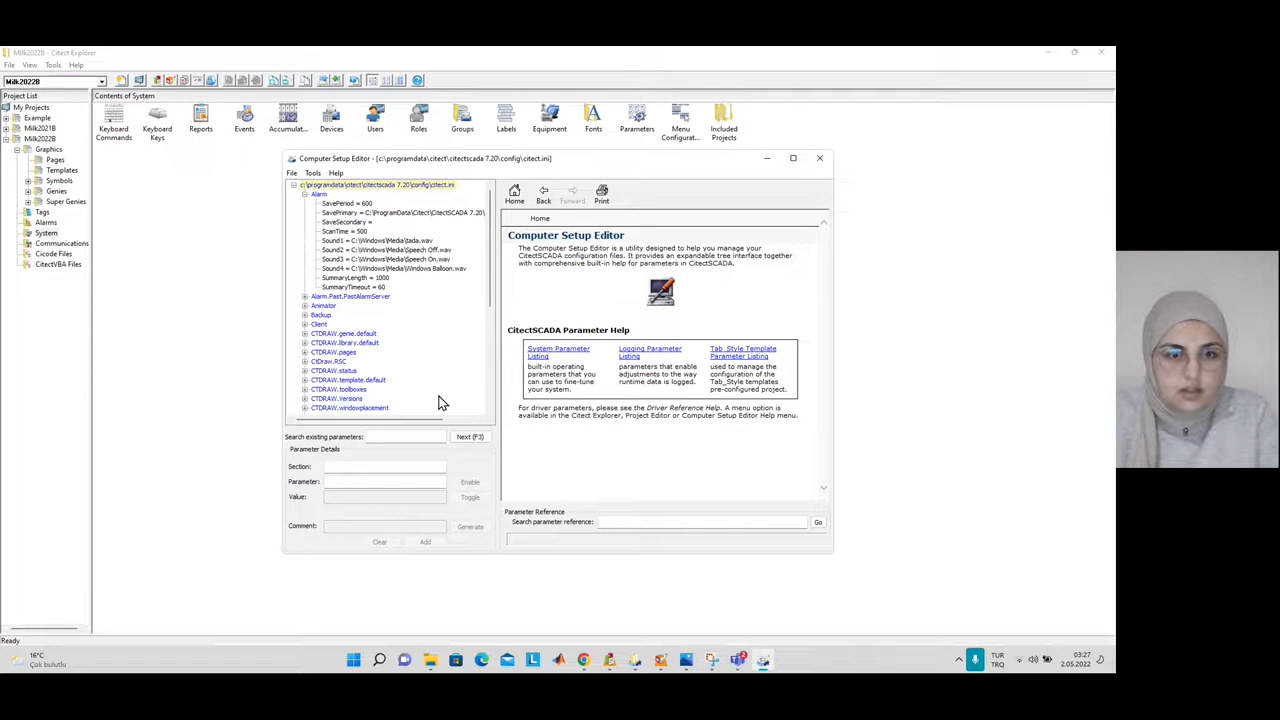 Milk2022B - Citect Explorer
File View Tools Help
Milk2022B
Project List
Contents of System
My Projects
Example
Milk2021B
Milk2022B
Graphics
Pages
Templates
Symbols
Genies
Super Genies
Tags
Alarms
System
Communications
Cicode Files
CitectVBA Files
Keyboard Commands
Keyboard Keys
Reports
Events
Accumulat...
Devices
Users
Roles
Groups
Labels
Equipment
Fonts
Parameters
Menu Configurat...
Included Projects
Computer Setup Editor - [c:\programdata\citect\citectscada 7.20\config\citect.ini]
File Tools Help
c:\programdata\citect\citectscada 7.20\config\citect.ini
Alarm
SavePeriod = 600
SavePrimary = C:\ProgramData\Citect\CitectSCADA 7.20\
SaveSecondary =
ScanTime = 500
Sound1 = C:\Windows\Media\tada.wav
Sound2 = C:\Windows\Media\Speech Off.wav
Sound3 = C:\Windows\Media\Speech On.wav
Sound4 = C:\Windows\Media\Windows Balloon.wav
SummaryLength = 1000
SummaryTimeout = 60
Alarm.Past.PastAlarmServer
Animator
Backup
Client
CTDRAW.genie.default
CTDRAW.library.default
CTDRAW.pages
CtDraw.RSC
CTDRAW.status
CTDRAW.template.default
CTDRAW.toolboxes
CTDRAW.Versions
CTDRAW.windowplacement
Search existing parameters:
Next (F3)
Parameter Details
Section:
Parameter:
Enable
Value:
Toggle
Comment:
Generate
Clear
Add
Home Back Forward Print
Home
Computer Setup Editor
The Computer Setup Editor is a utility designed to help you manage your
CitectSCADA configuration files. It provides an expandable tree interface together
with comprehensive built-in help for parameters in CitectSCADA.
CitectSCADA Parameter Help
System Parameter
Listing
built-in operating
parameters that you
can use to fine-tune
your system.
Logging Parameter
Listing
parameters that enable
adjustments to the way
runtime data is logged.
Tab_Style Template
Parameter Listing
used to manage the
configuration of the
Tab_Style templates
pre-configured project.
For driver parameters, please see the Driver Reference Help. A menu option is
available in the Citect Explorer, Project Editor or Computer Setup Editor Help menu.
Parameter Reference
Search parameter reference:
Go
Ready
16°C
Çok bulutlu
TUR
TRQ
03:27
2.05.2022